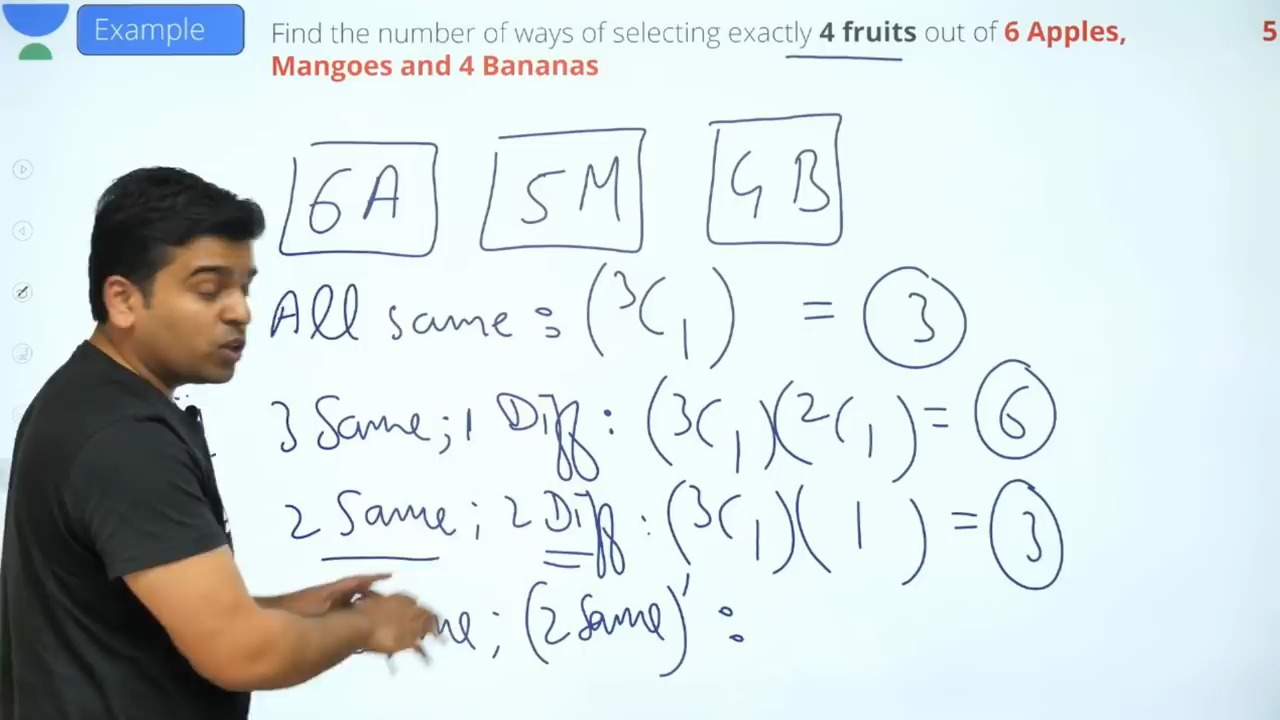 Example
Find the number of ways of selecting exactly 4 fruits out of 6 Apples, 5
Mangoes and 4 Bananas
6A 5M 4B
All same : (³C₁) = 3
3 Same ; 1 Diff : (³C₁)(²C₁) = 6
2 Same ; 2 Diff : (³C₁)(1) = 3
; (2 Same)' :